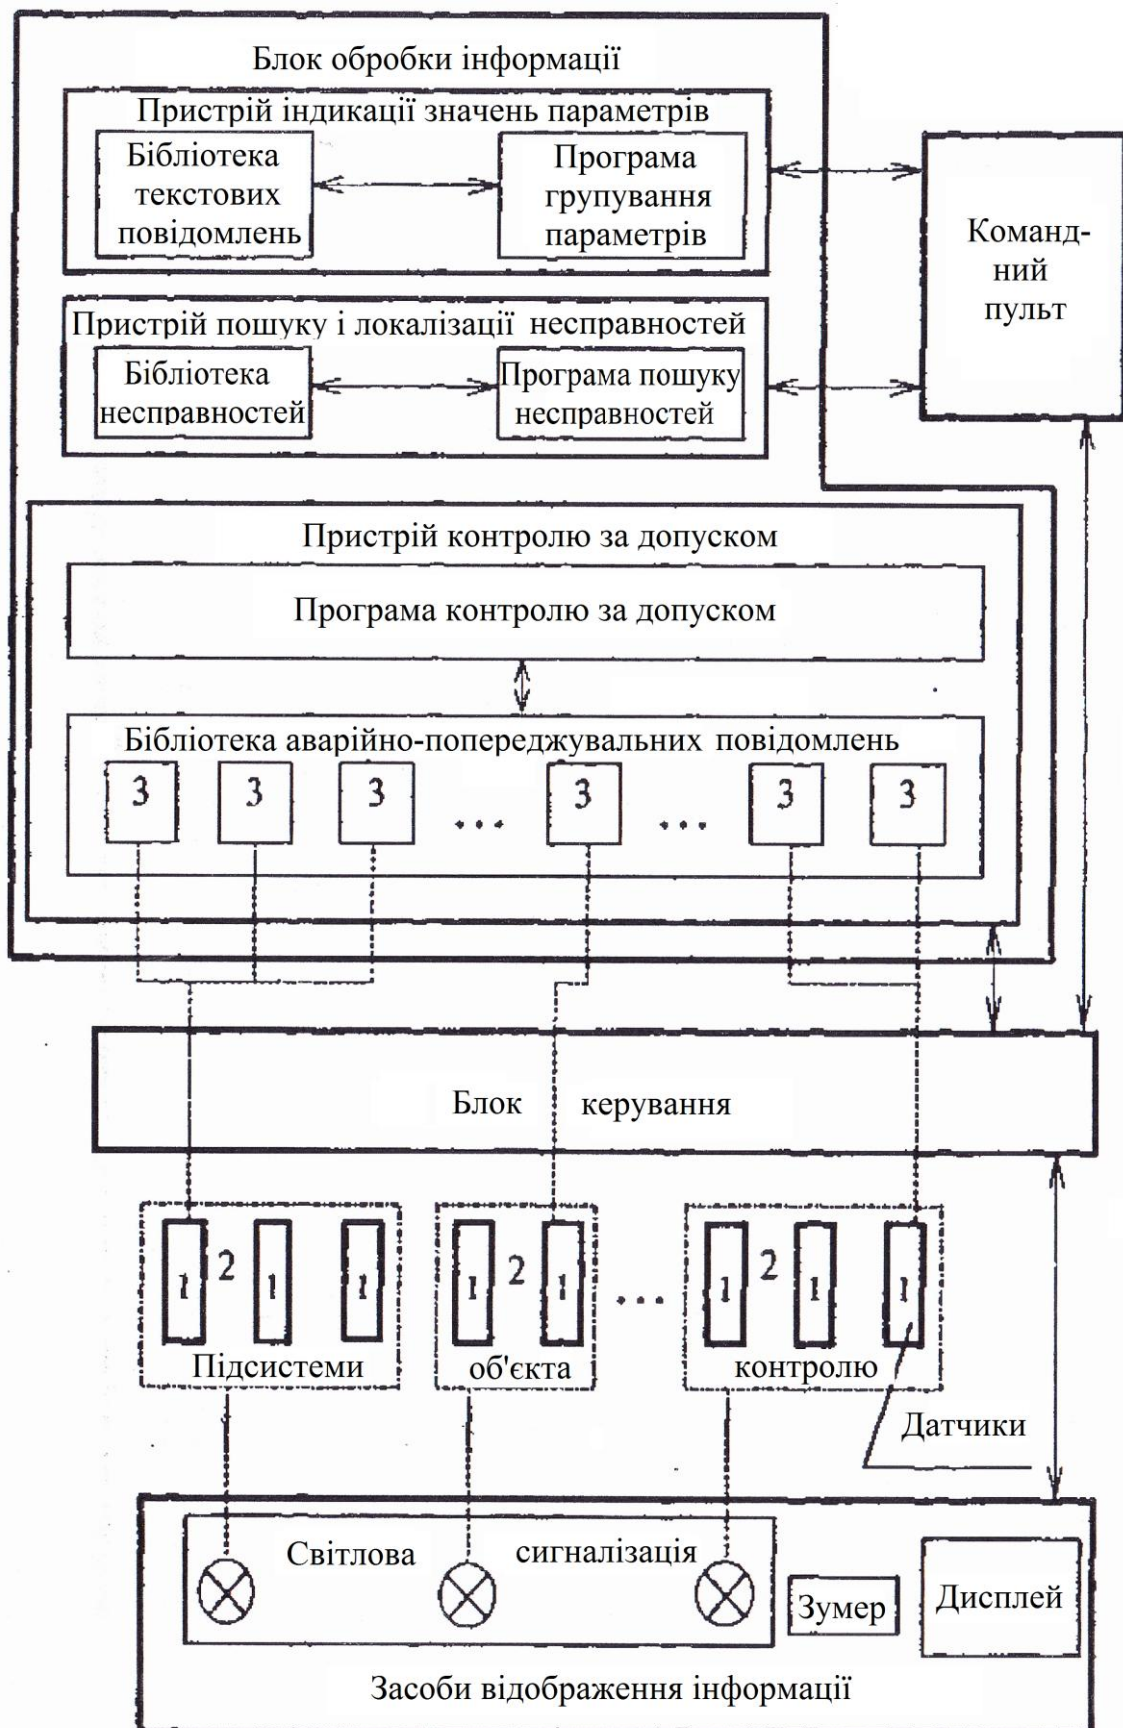 Блок обробки інформації
Пристрій індикації значень параметрів
Бібліотека
текстових
повідомлень
Програма
групування
параметрів
Команд-
ний
пульт
Пристрій пошуку і локалізації несправностей
Бібліотека
несправностей
Програма пошуку
несправностей
Пристрій контролю за допуском
Програма контролю за допуском
Бібліотека аварійно-попереджувальних повідомлень
3 3 3 ... 3 ... 3 3
Блок керування
1 2 1 1 1 2 1 ... 1 2 1 1
Підсистеми об'єкта контролю
Датчики
Світлова сигналізація
Зумер
Дисплей
Засоби відображення інформації